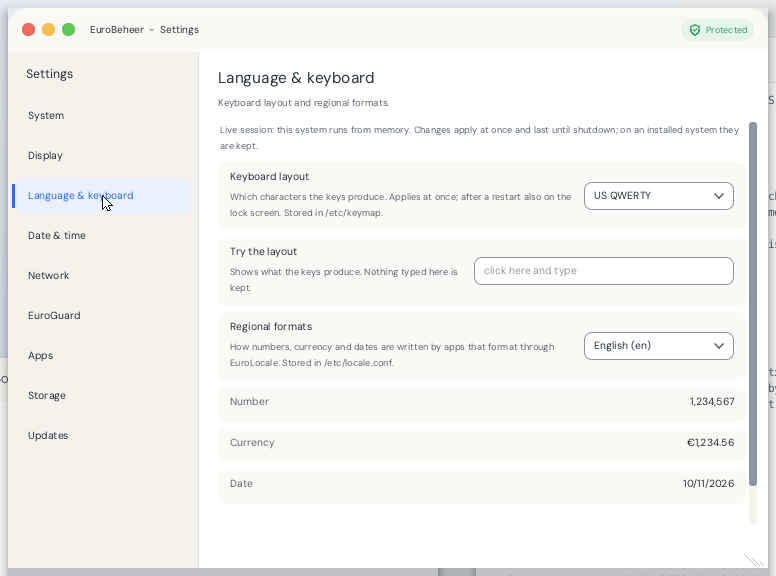 EuroBeheer - Settings
Protected
Settings
System
Display
Language & keyboard
Date & time
Network
EuroGuard
Apps
Storage
Updates
Language & keyboard
Keyboard layout and regional formats.
Live session: this system runs from memory. Changes apply at once and last until shutdown; on an installed system they
are kept.
Keyboard layout
Which characters the keys produce. Applies at once; after a restart also on the
lock screen. Stored in /etc/keymap.
US QWERTY
Try the layout
Shows what the keys produce. Nothing typed here is
kept.
click here and type
Regional formats
How numbers, currency and dates are written by apps that format through
EuroLocale. Stored in /etc/locale.conf.
English (en)
Number
1,234,567
Currency
€1,234.56
Date
10/11/2026